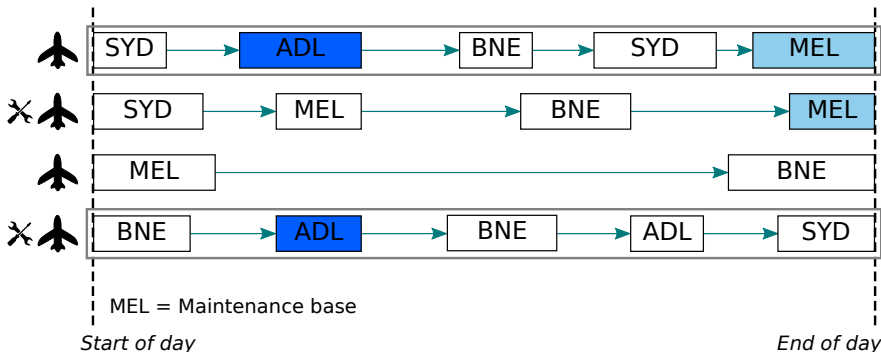 SYD ADL BNE SYD MEL
SYD MEL BNE MEL
MEL BNE
BNE ADL BNE ADL SYD
MEL = Maintenance base
Start of day End of day